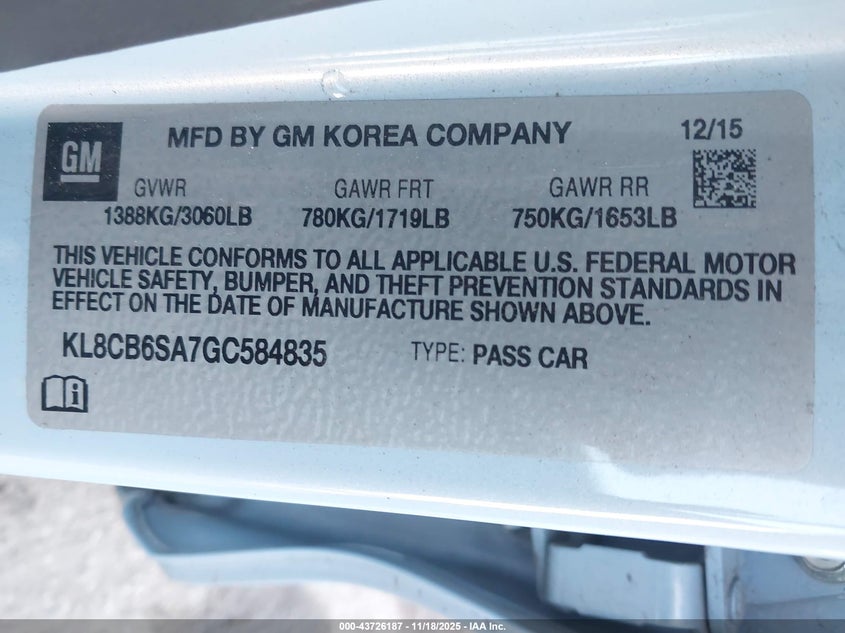 GM
MFD BY GM KOREA COMPANY
12/15
GVWR GAWR FRT GAWR RR
1388KG/3060LB 780KG/1719LB 750KG/1653LB
THIS VEHICLE CONFORMS TO ALL APPLICABLE U.S. FEDERAL MOTOR
VEHICLE SAFETY, BUMPER, AND THEFT PREVENTION STANDARDS IN
EFFECT ON THE DATE OF MANUFACTURE SHOWN ABOVE.
KL8CB6SA7GC584835 TYPE: PASS CAR
i
000-43726187 - 11/18/2025 - IAA Inc.